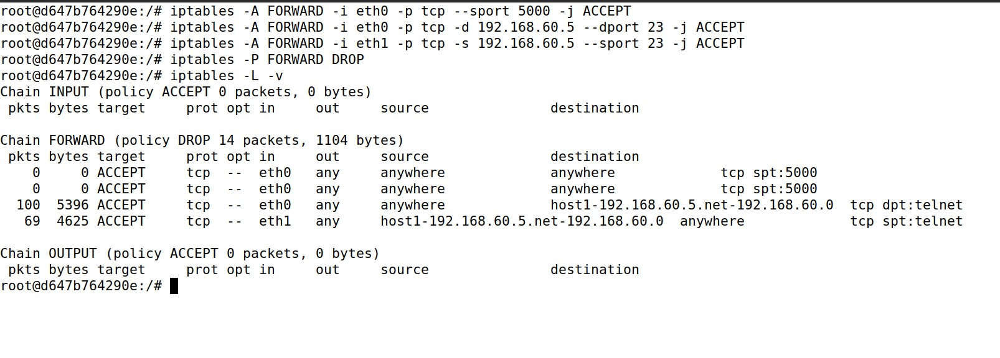 root@d647b764290e:/# iptables -A FORWARD -i eth0 -p tcp --sport 5000 -j ACCEPT
root@d647b764290e:/# iptables -A FORWARD -i eth0 -p tcp -d 192.168.60.5 --dport 23 -j ACCEPT
root@d647b764290e:/# iptables -A FORWARD -i eth1 -p tcp -s 192.168.60.5 --sport 23 -j ACCEPT
root@d647b764290e:/# iptables -P FORWARD DROP
root@d647b764290e:/# iptables -L -v
Chain INPUT (policy ACCEPT 0 packets, 0 bytes)
 pkts bytes target     prot opt in     out     source               destination

Chain FORWARD (policy DROP 14 packets, 1104 bytes)
 pkts bytes target     prot opt in     out     source               destination
    0     0 ACCEPT     tcp  --  eth0   any     anywhere             anywhere             tcp spt:5000
    0     0 ACCEPT     tcp  --  eth0   any     anywhere             anywhere             tcp spt:5000
  100  5396 ACCEPT     tcp  --  eth0   any     anywhere             host1-192.168.60.5.net-192.168.60.0  tcp dpt:telnet
   69  4625 ACCEPT     tcp  --  eth1   any     host1-192.168.60.5.net-192.168.60.0  anywhere             tcp spt:telnet

Chain OUTPUT (policy ACCEPT 0 packets, 0 bytes)
 pkts bytes target     prot opt in     out     source               destination
root@d647b764290e:/#